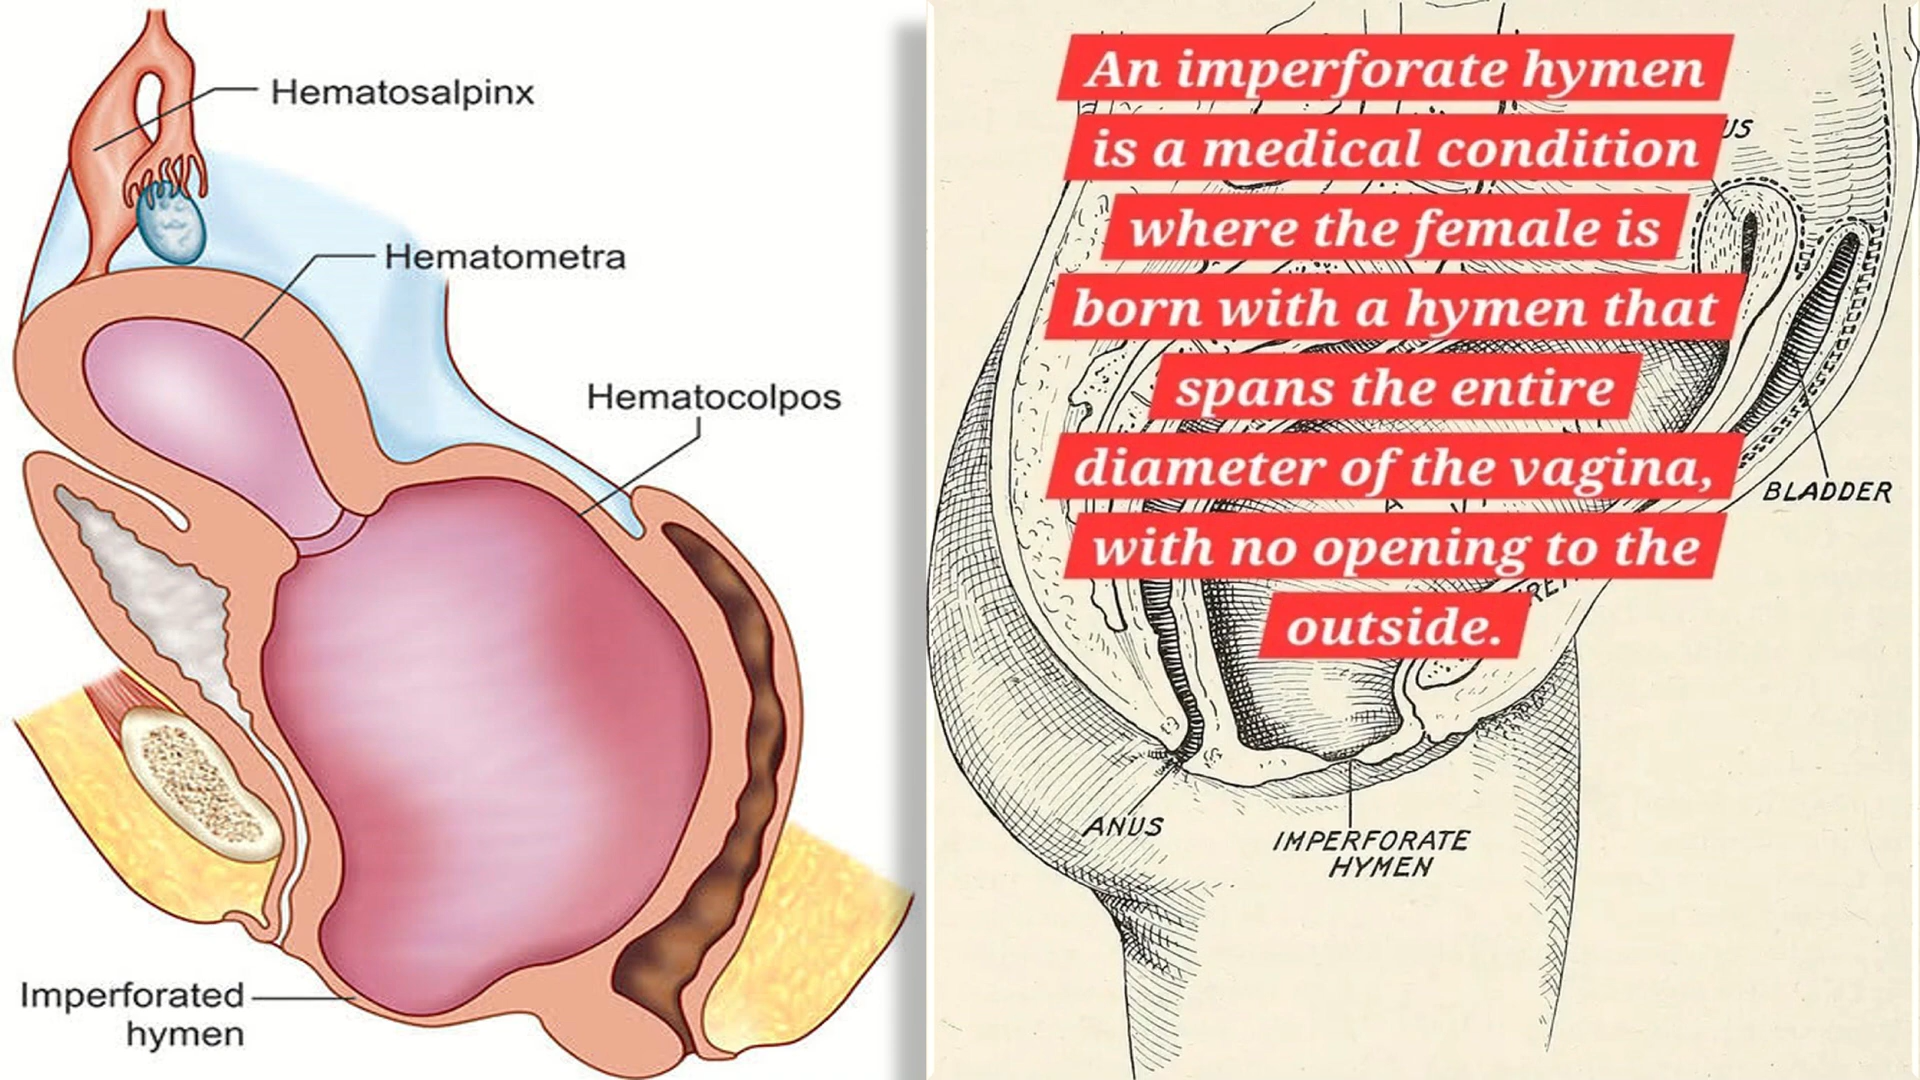 Hematosalpinx
Hematometra
Hematocolpos
Imperforated
hymen
An imperforate hymen
is a medical condition
where the female is
born with a hymen that
spans the entire
diameter of the vagina,
with no opening to the
outside.
BLADDER
ANUS
IMPERFORATE
HYMEN